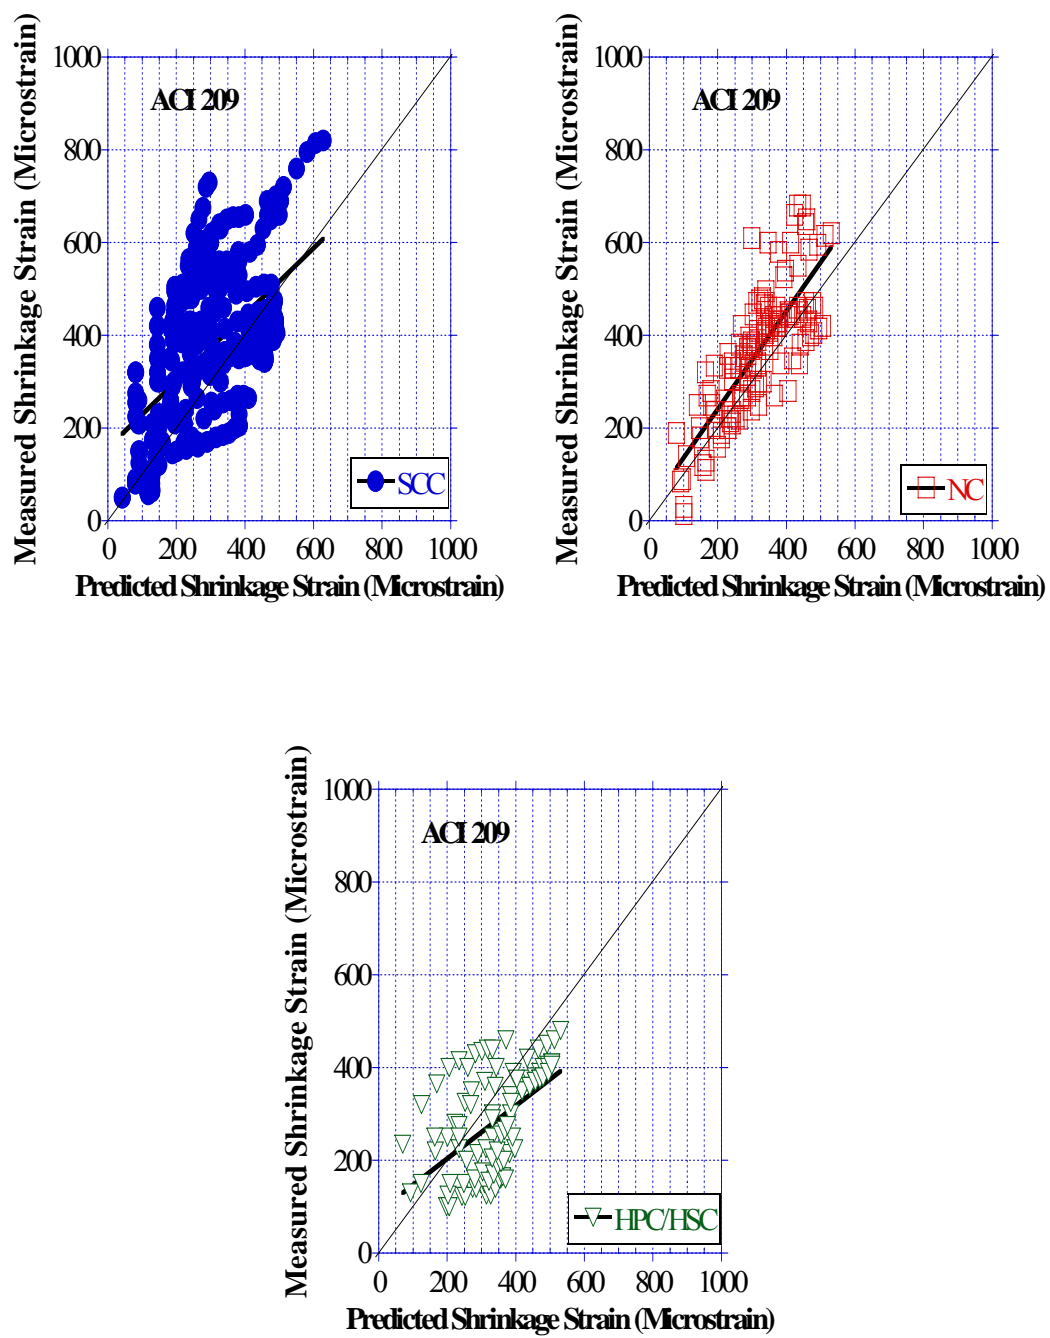 Measured Shrinkage Strain (Microstrain)
1000
800
600
400
200
0
ACI 209
SCC
0 200 400 600 800 1000
Predicted Shrinkage Strain (Microstrain)
Measured Shrinkage Strain (Microstrain)
1000
800
600
400
200
0
ACI 209
NC
0 200 400 600 800 1000
Predicted Shrinkage Strain (Microstrain)
Measured Shrinkage Strain (Microstrain)
1000
800
600
400
200
0
ACI 209
HPC/HSC
0 200 400 600 800 1000
Predicted Shrinkage Strain (Microstrain)